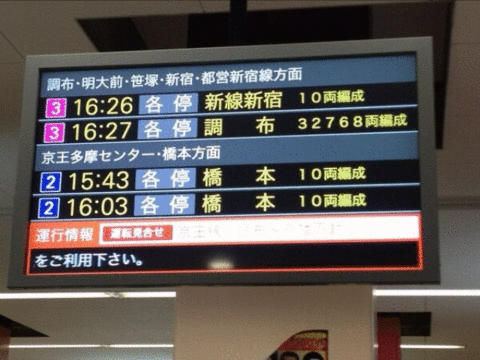 調布・明大前・笹塚・新宿・都営新宿線方面
3 16:26 各停 新線新宿 10両編成
3 16:27 各停 調布 32768両編成
京王多摩センター・橋本方面
2 15:43 各停 橋本 10両編成
2 16:03 各停 橋本 10両編成
運行情報 運転見合せ 京王線
をご利用下さい。